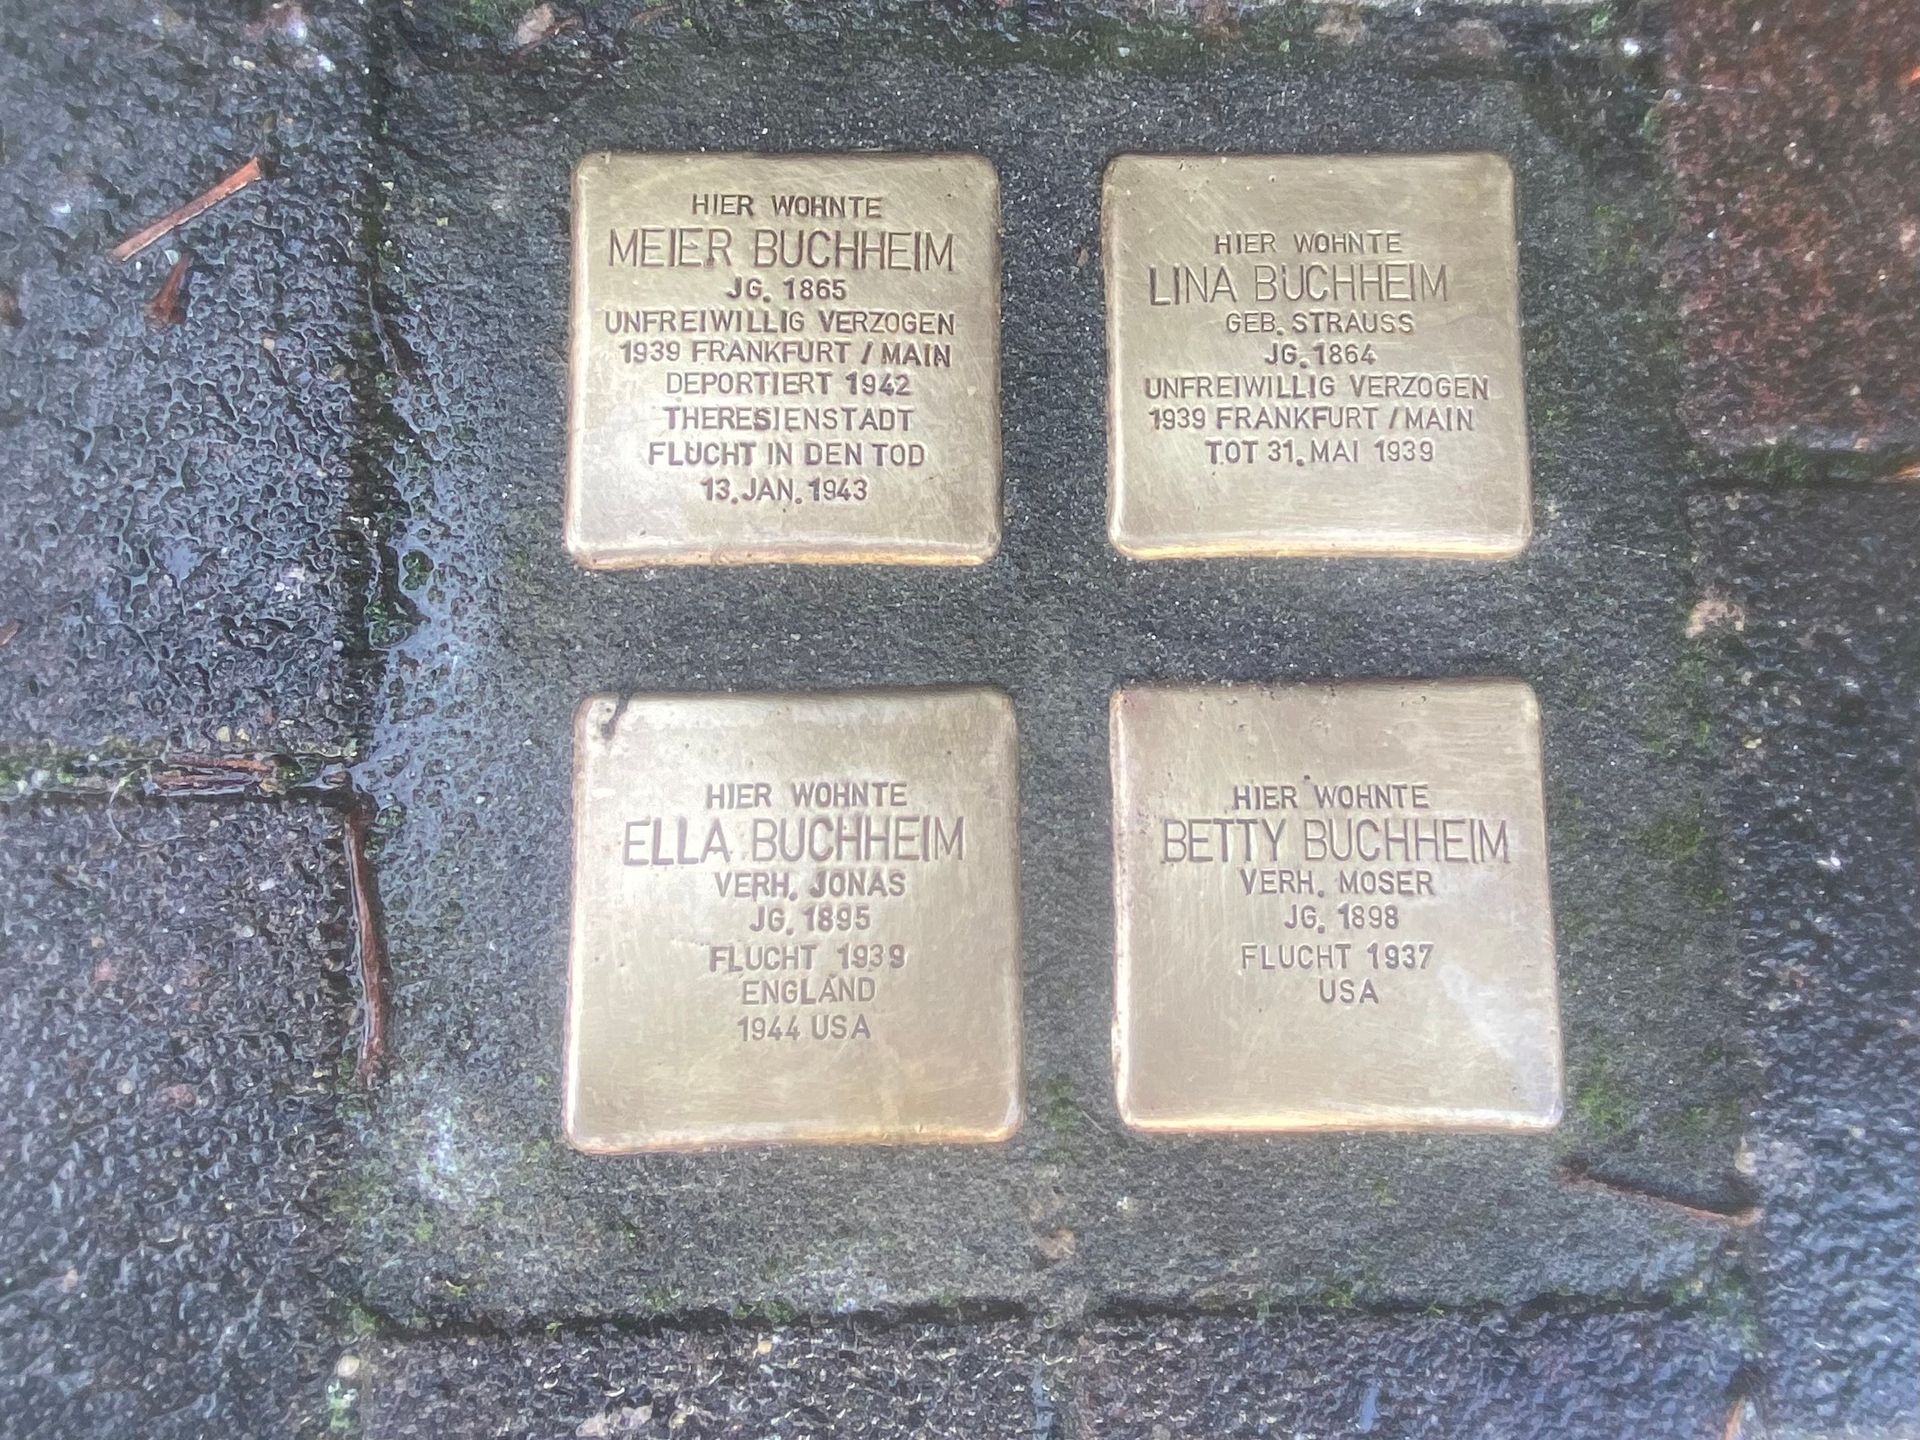 HIER WOHNTE
MEIER BUCHHEIM
JG. 1865
UNFREIWILLIG VERZOGEN
1939 FRANKFURT / MAIN
DEPORTIERT 1942
THERESIENSTADT
FLUCHT IN DEN TOD
13. JAN. 1943
HIER WOHNTE
LINA BUCHHEIM
GEB. STRAUSS
JG. 1864
UNFREIWILLIG VERZOGEN
1939 FRANKFURT / MAIN
TOT 31. MAI 1939
HIER WOHNTE
ELLA BUCHHEIM
VERH. JONAS
JG. 1895
FLUCHT 1939
ENGLAND
1944 USA
HIER WOHNTE
BETTY BUCHHEIM
VERH. MOSER
JG. 1898
FLUCHT 1937
USA